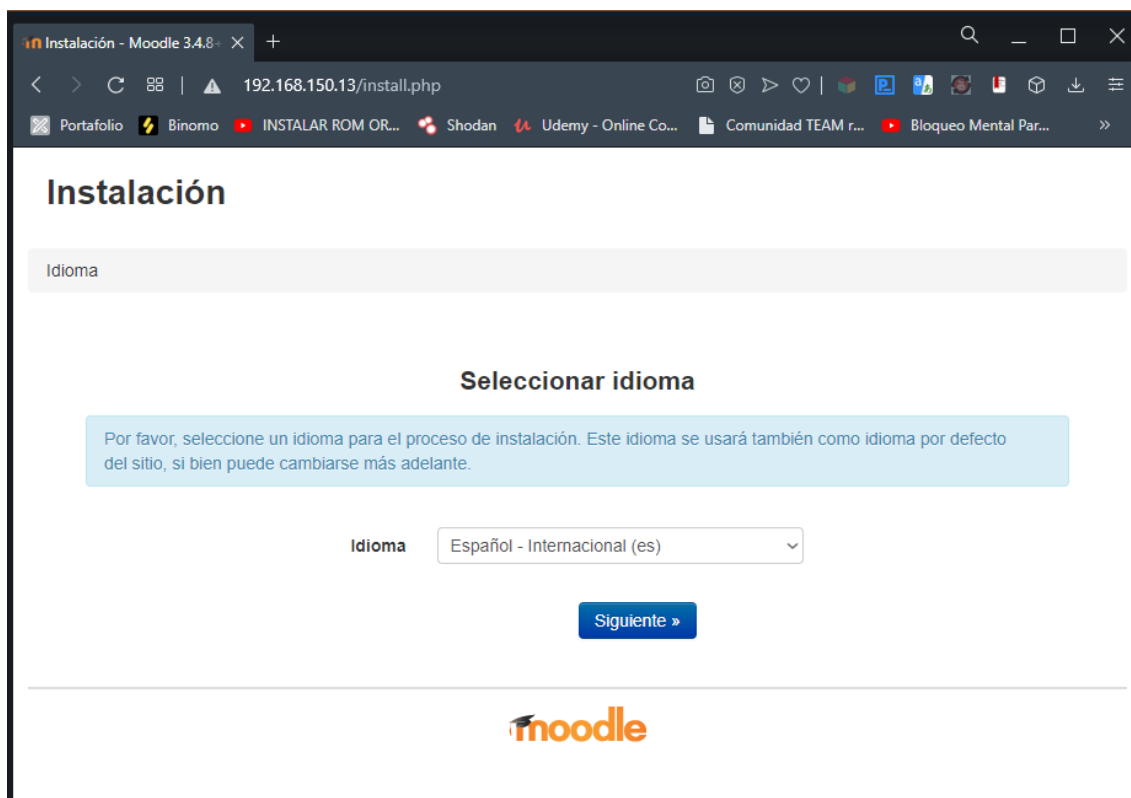 Instalación - Moodle 3.4.8+
192.168.150.13/install.php
Portafolio Binomo INSTALAR ROM OR... Shodan Udemy - Online Co... Comunidad TEAM r... Bloqueo Mental Par... »
Instalación
Idioma
Seleccionar idioma
Por favor, seleccione un idioma para el proceso de instalación. Este idioma se usará también como idioma por defecto
del sitio, si bien puede cambiarse más adelante.
Idioma Español - Internacional (es)
Siguiente »
moodle